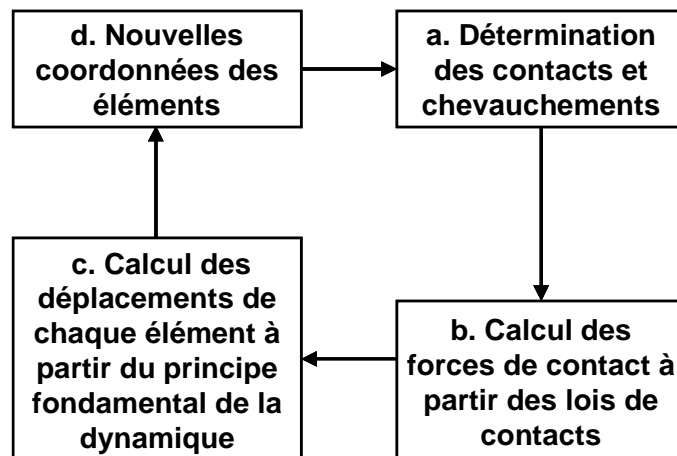 d. Nouvelles
coordonnées des
éléments
a. Détermination
des contacts et
chevauchements
c. Calcul des
déplacements de
chaque élément à
partir du principe
fondamental de la
dynamique
b. Calcul des
forces de contact à
partir des lois de
contacts